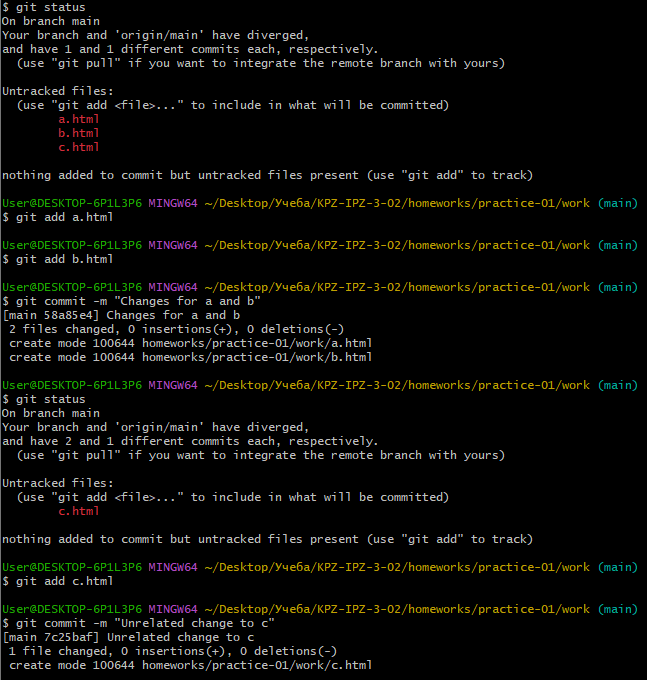 $ git status
On branch main
Your branch and 'origin/main' have diverged,
and have 1 and 1 different commits each, respectively.
  (use "git pull" if you want to integrate the remote branch with yours)

Untracked files:
  (use "git add <file>..." to include in what will be committed)
        a.html
        b.html
        c.html

nothing added to commit but untracked files present (use "git add" to track)

User@DESKTOP-6P1L3P6 MINGW64 ~/Desktop/Учеба/KPZ-IPZ-3-02/homeworks/practice-01/work (main)
$ git add a.html

User@DESKTOP-6P1L3P6 MINGW64 ~/Desktop/Учеба/KPZ-IPZ-3-02/homeworks/practice-01/work (main)
$ git add b.html

User@DESKTOP-6P1L3P6 MINGW64 ~/Desktop/Учеба/KPZ-IPZ-3-02/homeworks/practice-01/work (main)
$ git commit -m "Changes for a and b"
[main 58a85e4] Changes for a and b
 2 files changed, 0 insertions(+), 0 deletions(-)
 create mode 100644 homeworks/practice-01/work/a.html
 create mode 100644 homeworks/practice-01/work/b.html

User@DESKTOP-6P1L3P6 MINGW64 ~/Desktop/Учеба/KPZ-IPZ-3-02/homeworks/practice-01/work (main)
$ git status
On branch main
Your branch and 'origin/main' have diverged,
and have 2 and 1 different commits each, respectively.
  (use "git pull" if you want to integrate the remote branch with yours)

Untracked files:
  (use "git add <file>..." to include in what will be committed)
        c.html

nothing added to commit but untracked files present (use "git add" to track)

User@DESKTOP-6P1L3P6 MINGW64 ~/Desktop/Учеба/KPZ-IPZ-3-02/homeworks/practice-01/work (main)
$ git add c.html

User@DESKTOP-6P1L3P6 MINGW64 ~/Desktop/Учеба/KPZ-IPZ-3-02/homeworks/practice-01/work (main)
$ git commit -m "Unrelated change to c"
[main 7c25baf] Unrelated change to c
 1 file changed, 0 insertions(+), 0 deletions(-)
 create mode 100644 homeworks/practice-01/work/c.html